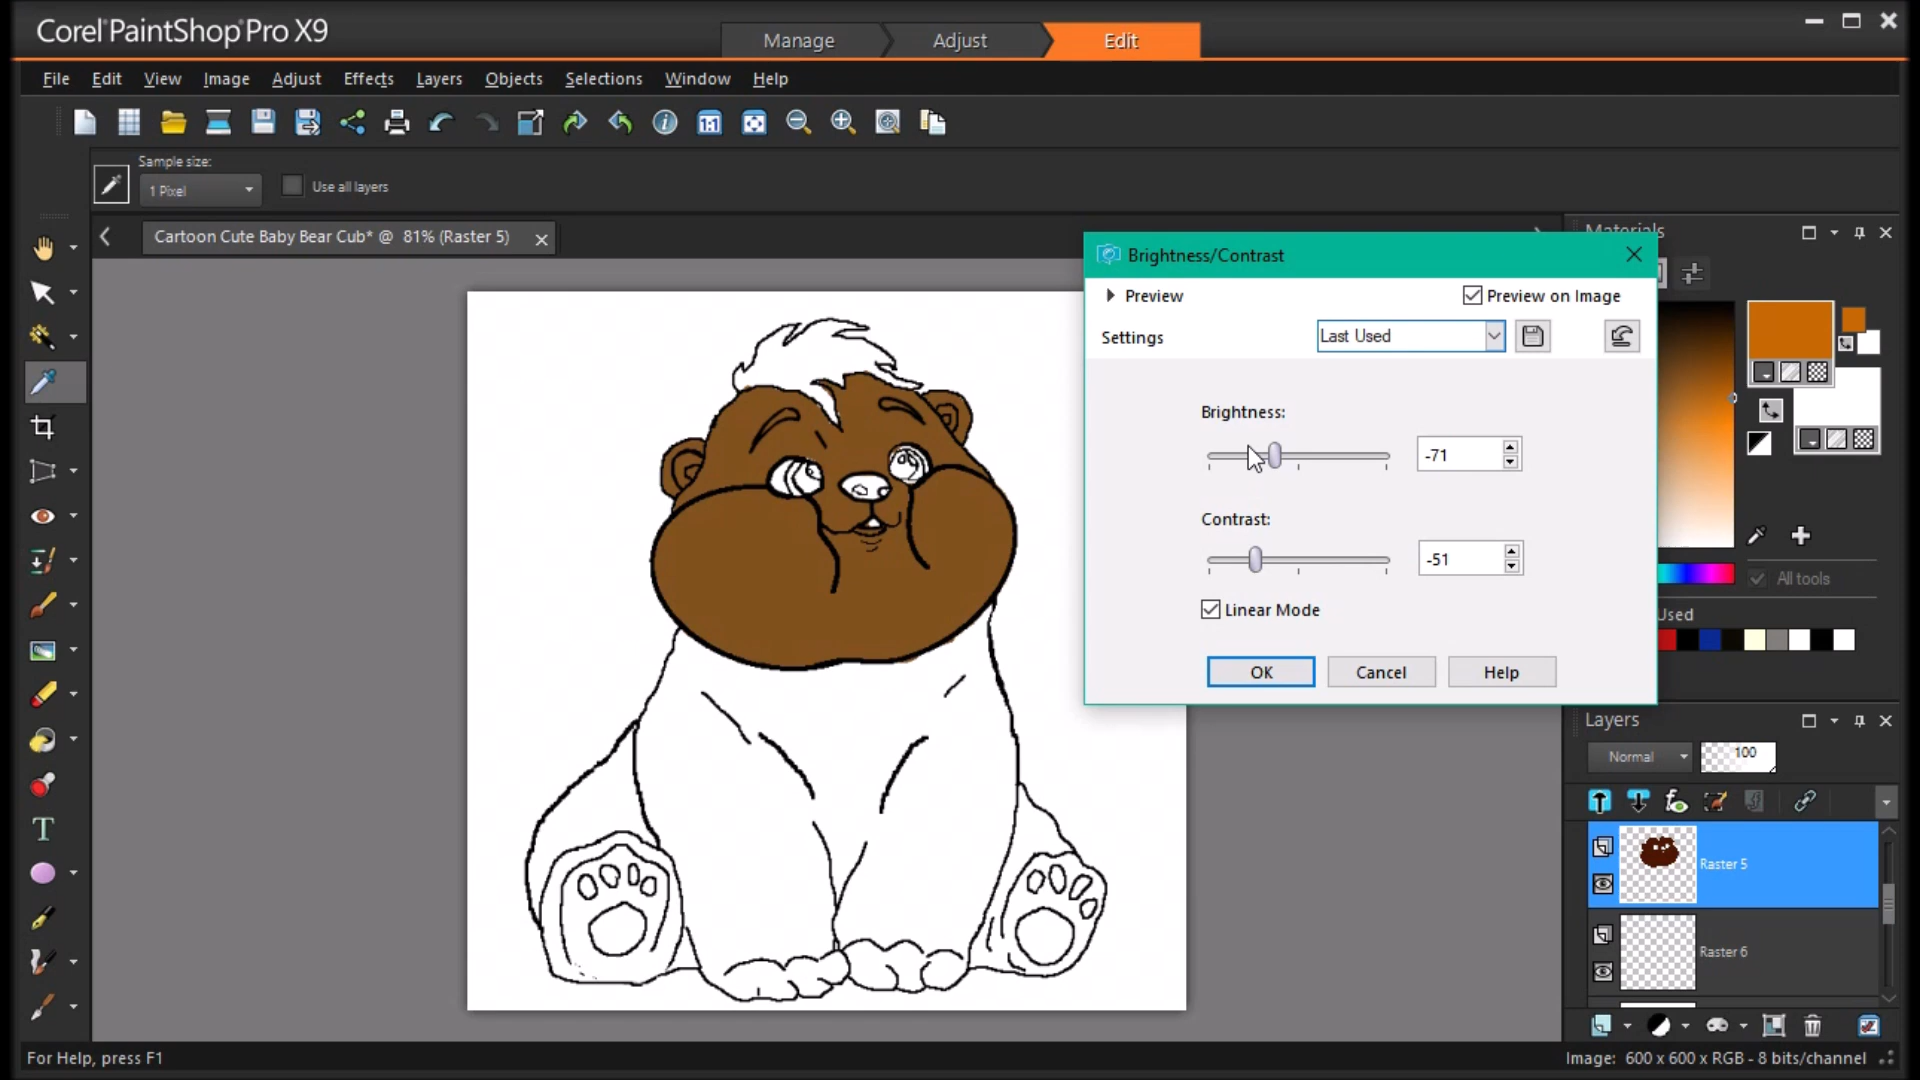 Corel PaintShop Pro X9
Manage Adjust Edit
File Edit View Image Adjust Effects Layers Objects Selections Window Help
1:1
Sample size:
1 Pixel
Use all layers
Cartoon Cute Baby Bear Cub* @ 81% (Raster 5)
Materials
Brightness/Contrast
Preview
Preview on Image
Settings
Last Used
Brightness:
-71
Contrast:
-51
Linear Mode
OK Cancel Help
All tools
Used
Layers
Normal
100
Raster 5
Raster 6
T
For Help, press F1
Image: 600 x 600 x RGB - 8 bits/channel